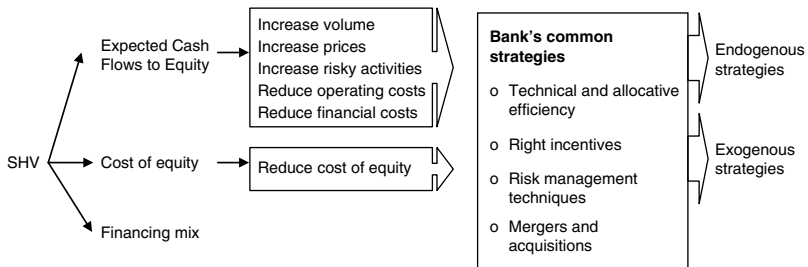 SHV
Expected Cash
Flows to Equity
Cost of equity
Financing mix
Increase volume
Increase prices
Increase risky activities
Reduce operating costs
Reduce financial costs
Reduce cost of equity
Bank's common
strategies
o Technical and allocative
efficiency
o Right incentives
o Risk management
techniques
o Mergers and
acquisitions
Endogenous
strategies
Exogenous
strategies